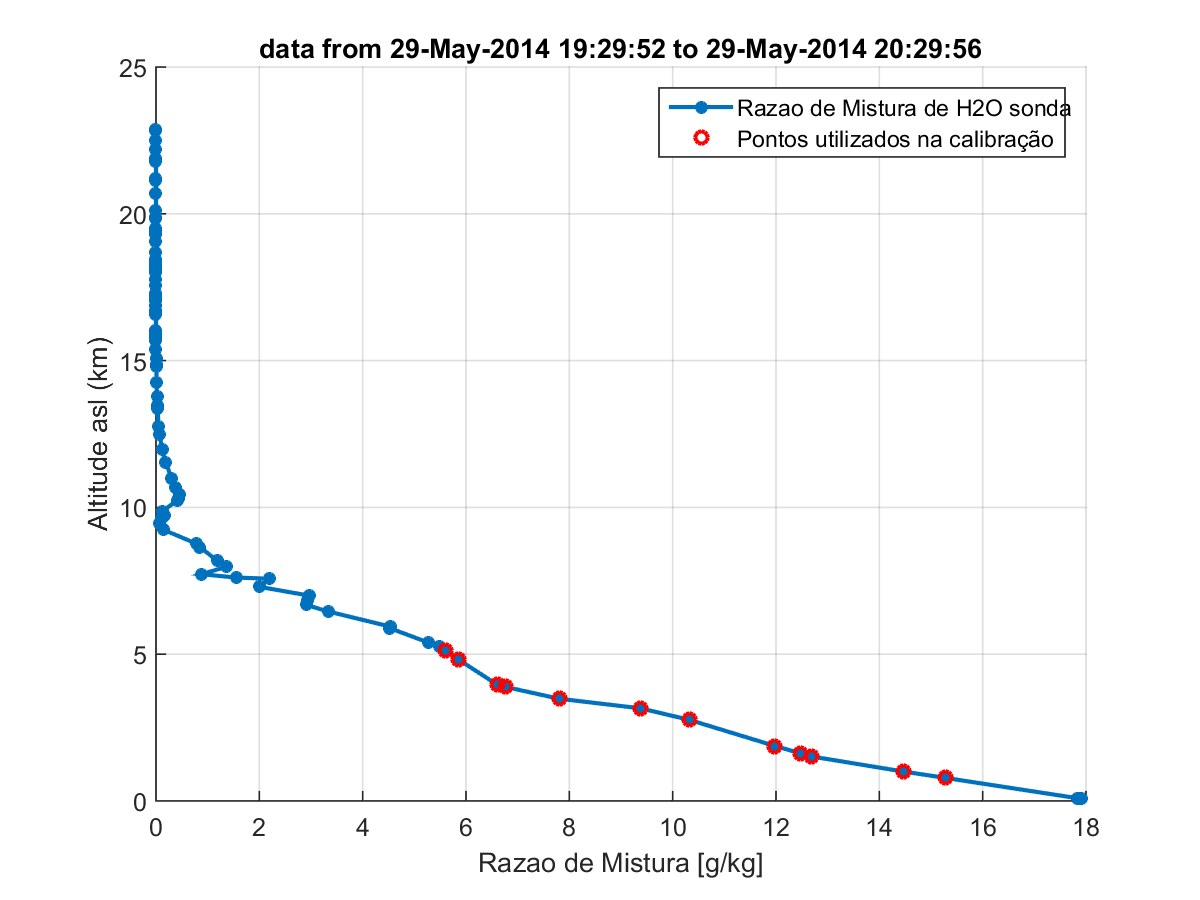 data from 29-May-2014 19:29:52 to 29-May-2014 20:29:56
25
20
15
10
5
0
Altitude asl (km)
Razao de Mistura de H2O sonda
Pontos utilizados na calibração
0 2 4 6 8 10 12 14 16 18
Razao de Mistura [g/kg]